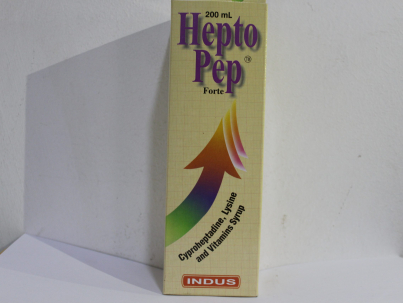 200 mL
Hepto
Pep
Forte
Cyproheptadine, Lysine
and Vitamins Syrup
INDUS